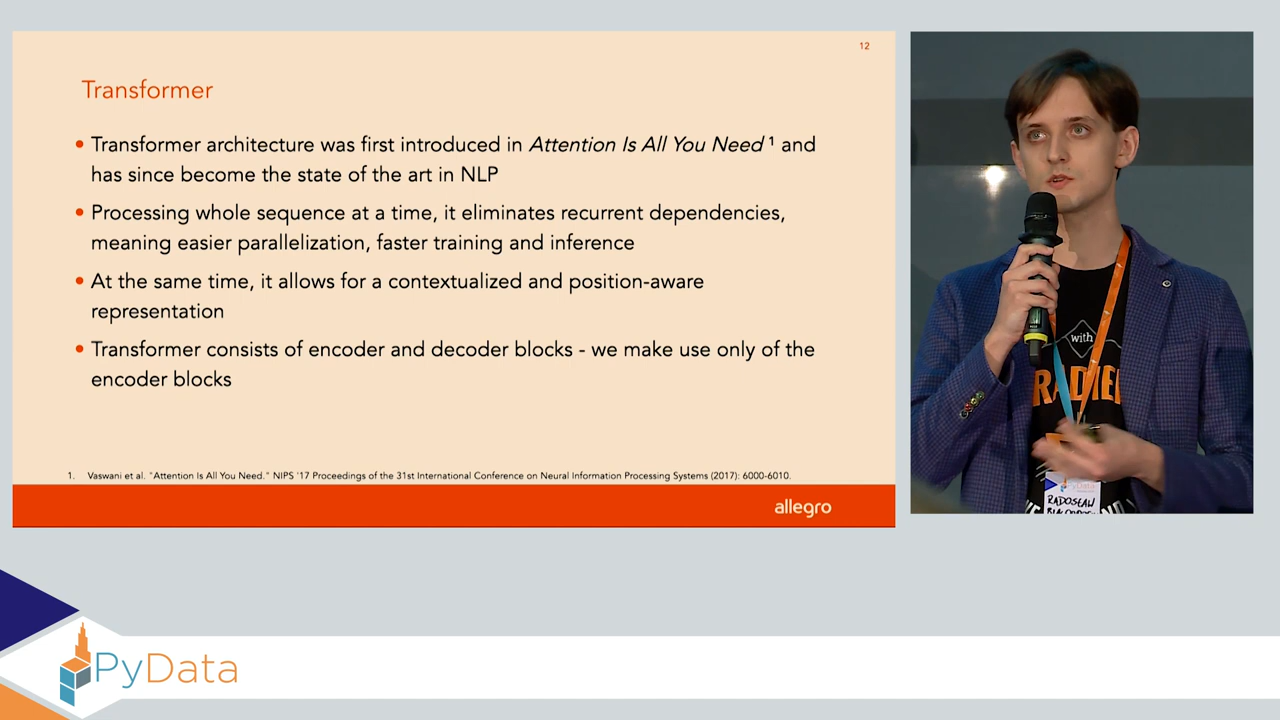 12
Transformer
• Transformer architecture was first introduced in Attention Is All You Need ¹ and
has since become the state of the art in NLP
• Processing whole sequence at a time, it eliminates recurrent dependencies,
meaning easier parallelization, faster training and inference
• At the same time, it allows for a contextualized and position-aware
representation
• Transformer consists of encoder and decoder blocks - we make use only of the
encoder blocks
1. Vaswani et al. "Attention Is All You Need." NIPS '17 Proceedings of the 31st International Conference on Neural Information Processing Systems (2017): 6000-6010.
allegro
with
PyData
RADOSŁAW
PyData